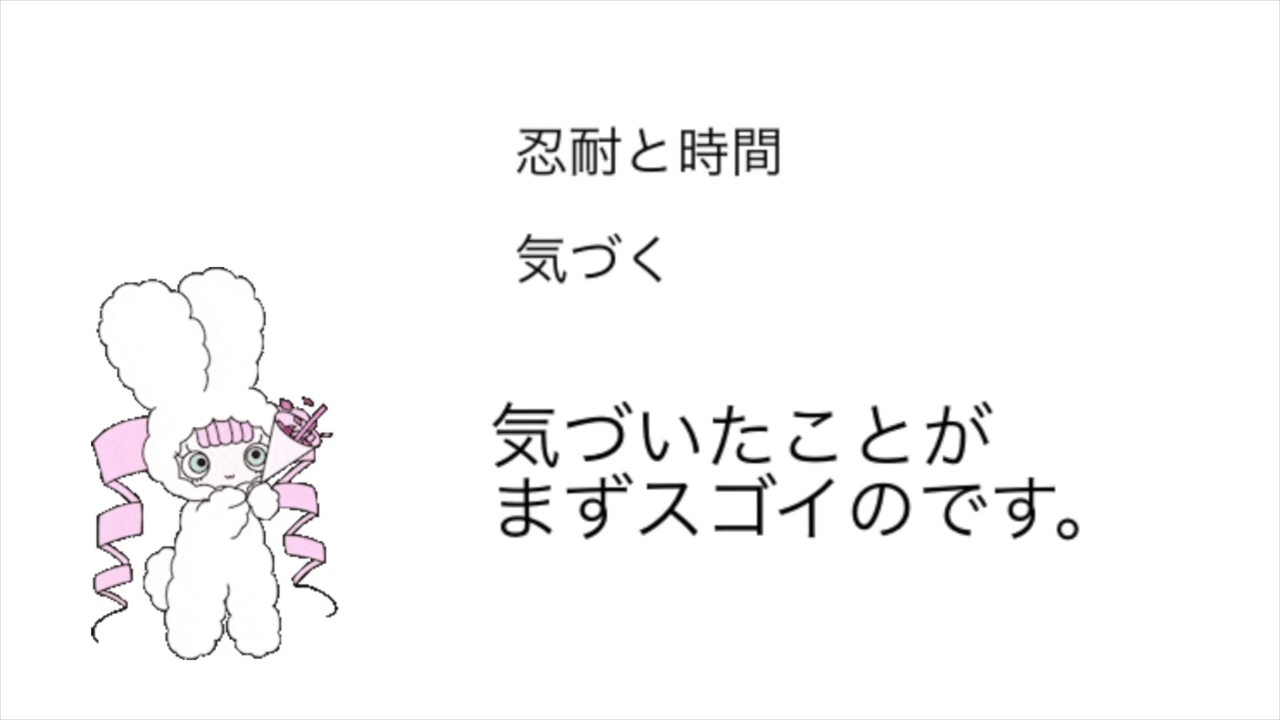 忍耐と時間
気づく
気づいたことが
まずスゴイのです。